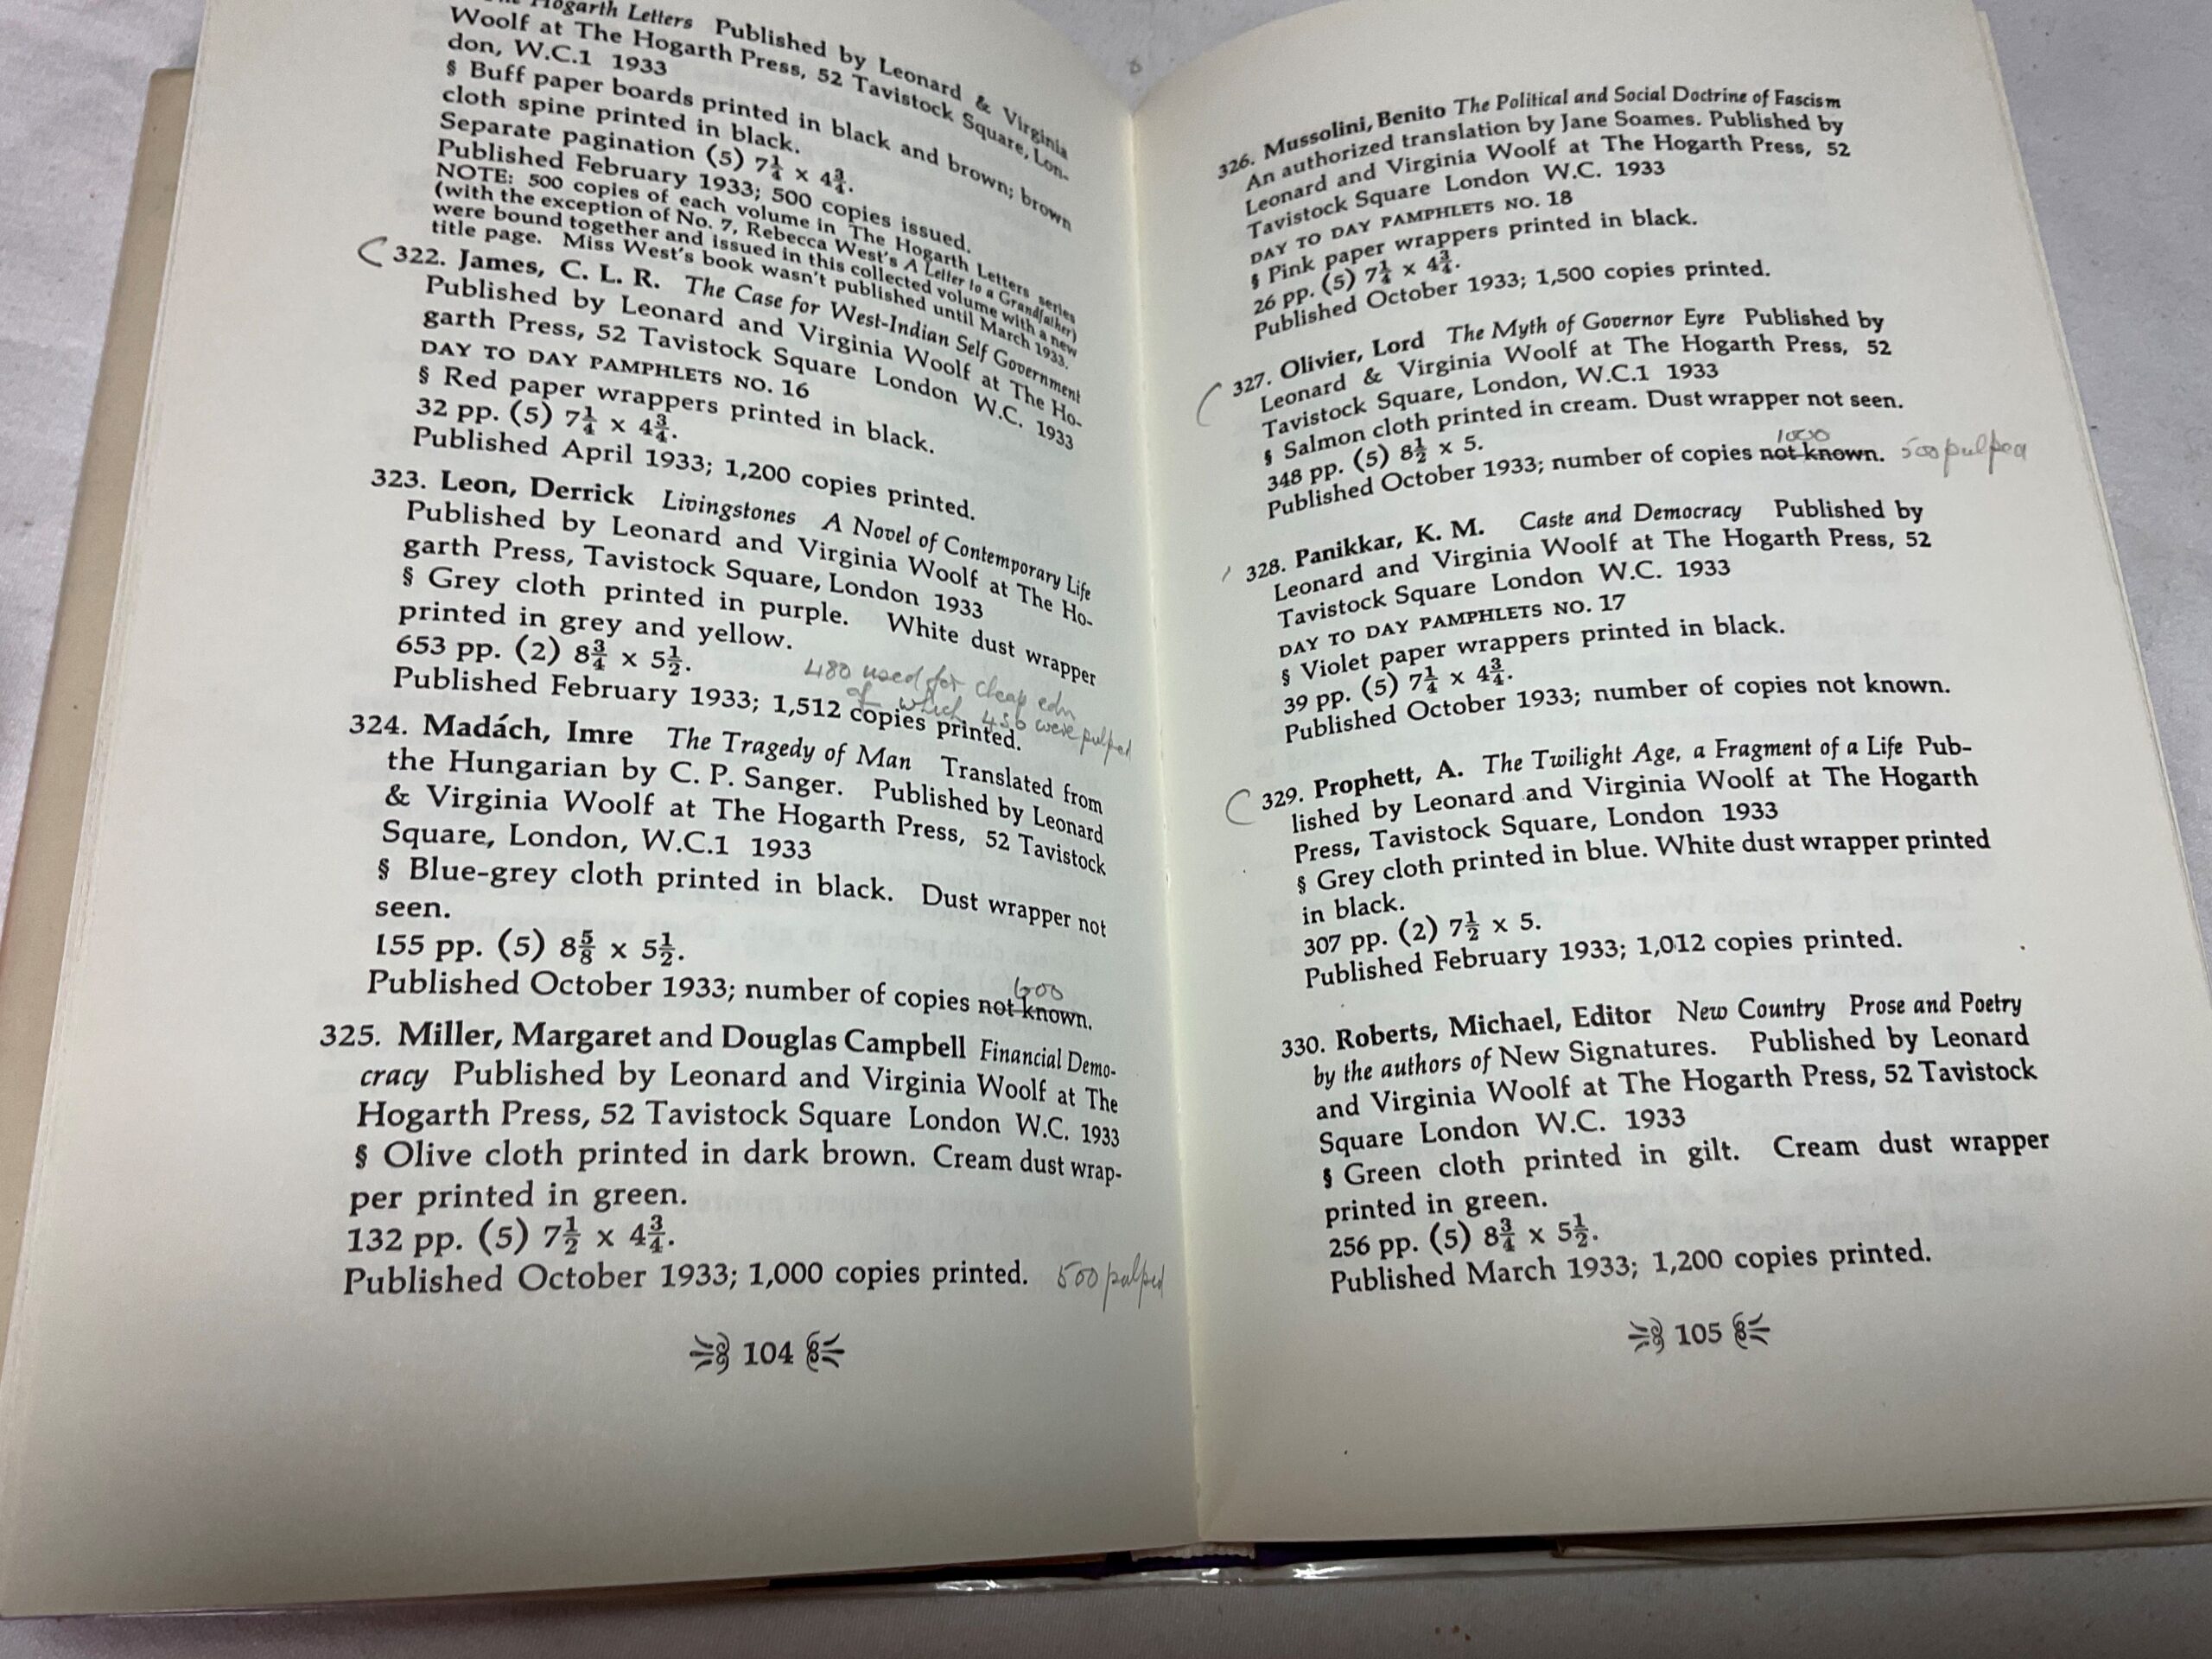 Hogarth Letters Published by Leonard & Virginia
Woolf at The Hogarth Press, 52 Tavistock Square, Lon-
don, W.C.1 1933
§ Buff paper boards printed in black and brown; brown
cloth spine printed in black.
Separate pagination (5) 7¼ x 4¾.
Published February 1933; 500 copies issued.
NOTE: 500 copies of each volume in The Hogarth Letters series
(with the exception of No. 7, Rebecca West's A Letter to a Grandfather)
were bound together and issued in this collected volume with a new
title page. Miss West's book wasn't published until March 1933.
322. James, C. L. R. The Case for West-Indian Self Government
Published by Leonard and Virginia Woolf at The Ho-
garth Press, 52 Tavistock Square London W.C. 1933
DAY TO DAY PAMPHLETS NO. 16
§ Red paper wrappers printed in black.
32 pp. (5) 7¼ x 4¾.
Published April 1933; 1,200 copies printed.
323. Leon, Derrick Livingstones A Novel of Contemporary Life
Published by Leonard and Virginia Woolf at The Ho-
garth Press, Tavistock Square, London 1933
§ Grey cloth printed in purple. White dust wrapper
printed in grey and yellow.
653 pp. (2) 8¾ x 5½.
480 used for cheap edn
of which 456 were pulped
Published February 1933; 1,512 copies printed.
324. Madách, Imre The Tragedy of Man Translated from
the Hungarian by C. P. Sanger. Published by Leonard
& Virginia Woolf at The Hogarth Press, 52 Tavistock
Square, London, W.C.1 1933
§ Blue-grey cloth printed in black. Dust wrapper not
seen.
155 pp. (5) 8⅝ x 5½.
600
Published October 1933; number of copies not known.
325. Miller, Margaret and Douglas Campbell Financial Demo-
cracy Published by Leonard and Virginia Woolf at The
Hogarth Press, 52 Tavistock Square London W.C. 1933
§ Olive cloth printed in dark brown. Cream dust wrap-
per printed in green.
132 pp. (5) 7½ x 4¾.
Published October 1933; 1,000 copies printed. 500 pulped
104
326. Mussolini, Benito The Political and Social Doctrine of Fascism
An authorized translation by Jane Soames. Published by
Leonard and Virginia Woolf at The Hogarth Press, 52
Tavistock Square London W.C. 1933
DAY TO DAY PAMPHLETS NO. 18
§ Pink paper wrappers printed in black.
26 pp. (5) 7¼ x 4¾.
Published October 1933; 1,500 copies printed.
327. Olivier, Lord The Myth of Governor Eyre Published by
Leonard & Virginia Woolf at The Hogarth Press, 52
Tavistock Square, London, W.C.1 1933
§ Salmon cloth printed in cream. Dust wrapper not seen.
348 pp. (5) 8½ x 5.
1000
Published October 1933; number of copies not known. 500 pulped
328. Panikkar, K. M. Caste and Democracy Published by
Leonard and Virginia Woolf at The Hogarth Press, 52
Tavistock Square London W.C. 1933
DAY TO DAY PAMPHLETS NO. 17
§ Violet paper wrappers printed in black.
39 pp. (5) 7¼ x 4¾.
Published October 1933; number of copies not known.
329. Prophett, A. The Twilight Age, a Fragment of a Life Pub-
lished by Leonard and Virginia Woolf at The Hogarth
Press, Tavistock Square, London 1933
§ Grey cloth printed in blue. White dust wrapper printed
in black.
307 pp. (2) 7½ x 5.
Published February 1933; 1,012 copies printed.
330. Roberts, Michael, Editor New Country Prose and Poetry
by the authors of New Signatures. Published by Leonard
and Virginia Woolf at The Hogarth Press, 52 Tavistock
Square London W.C. 1933
§ Green cloth printed in gilt. Cream dust wrapper
printed in green.
256 pp. (5) 8¾ x 5½.
Published March 1933; 1,200 copies printed.
105